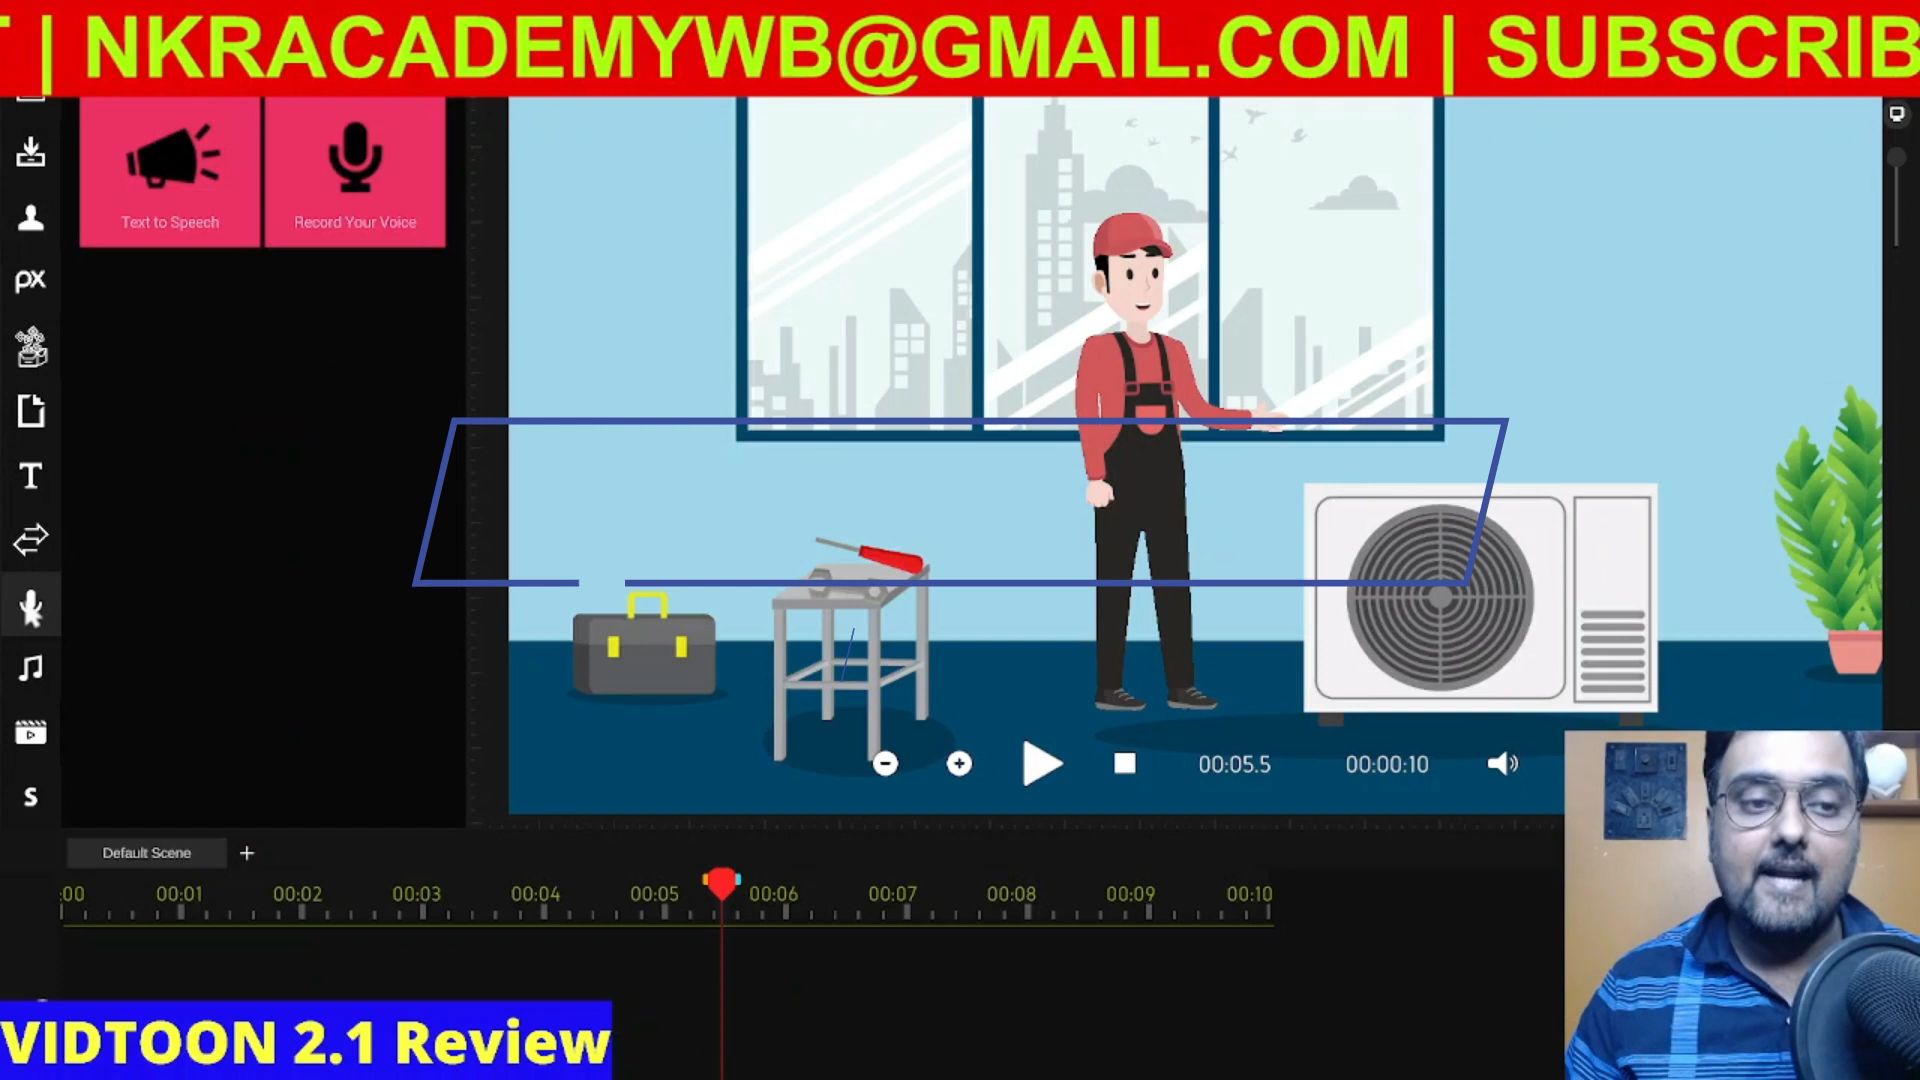 | NKRACADEMYWB@GMAIL.COM | SUBSCRIB
Text to Speech
Record Your Voice
px
T
S
00:05.5
00:00:10
Default Scene +
:00 00:01 00:02 00:03 00:04 00:05 00:06 00:07 00:08 00:09 00:10
VIDTOON 2.1 Review